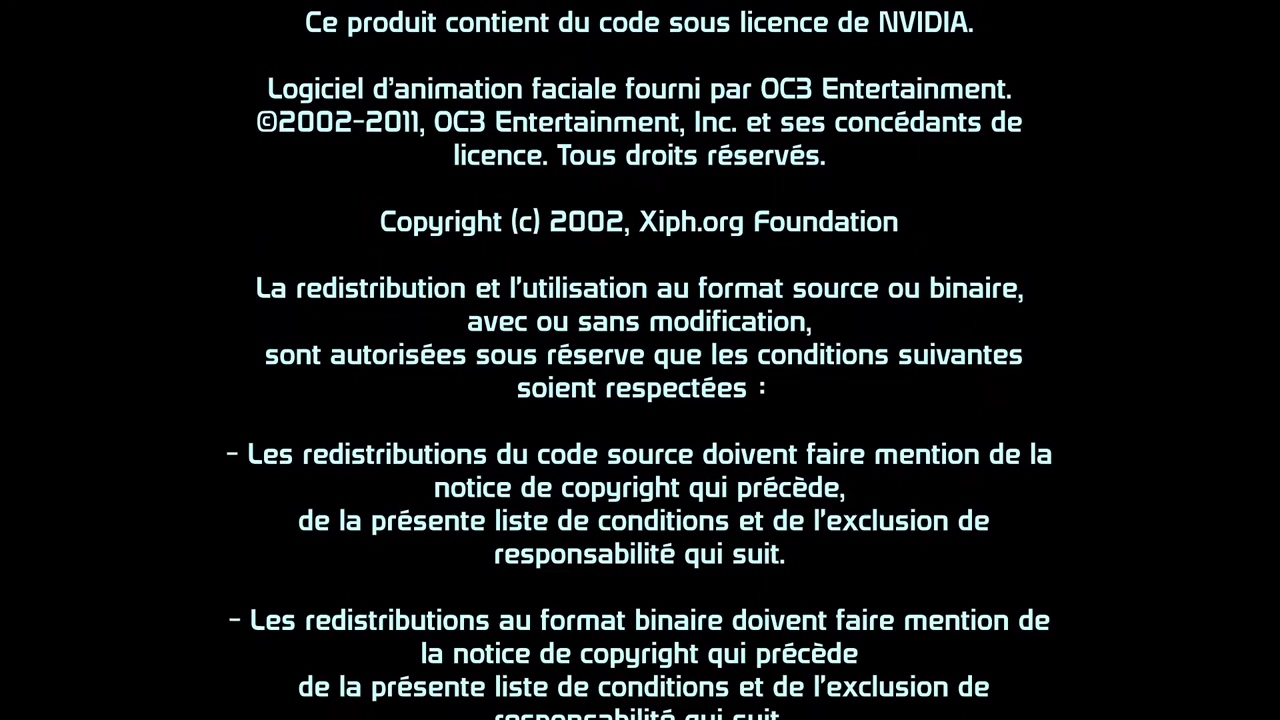 Ce produit contient du code sous licence de NVIDIA.
Logiciel d'animation faciale fourni par OC3 Entertainment.
©2002-2011, OC3 Entertainment, Inc. et ses concédants de
licence. Tous droits réservés.
Copyright (c) 2002, Xiph.org Foundation
La redistribution et l'utilisation au format source ou binaire,
avec ou sans modification,
sont autorisées sous réserve que les conditions suivantes
soient respectées :
- Les redistributions du code source doivent faire mention de la
notice de copyright qui précède,
de la présente liste de conditions et de l'exclusion de
responsabilité qui suit.
- Les redistributions au format binaire doivent faire mention de
la notice de copyright qui précède
de la présente liste de conditions et de l'exclusion de
responsabilité qui suit